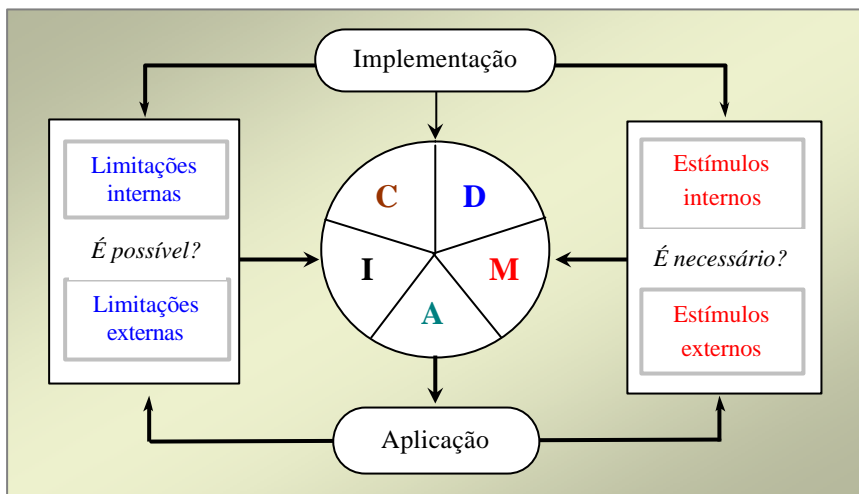 Implementação
Limitações
internas
É possível?
Limitações
externas
C
D
I
M
A
Estímulos
internos
É necessário?
Estímulos
externos
Aplicação